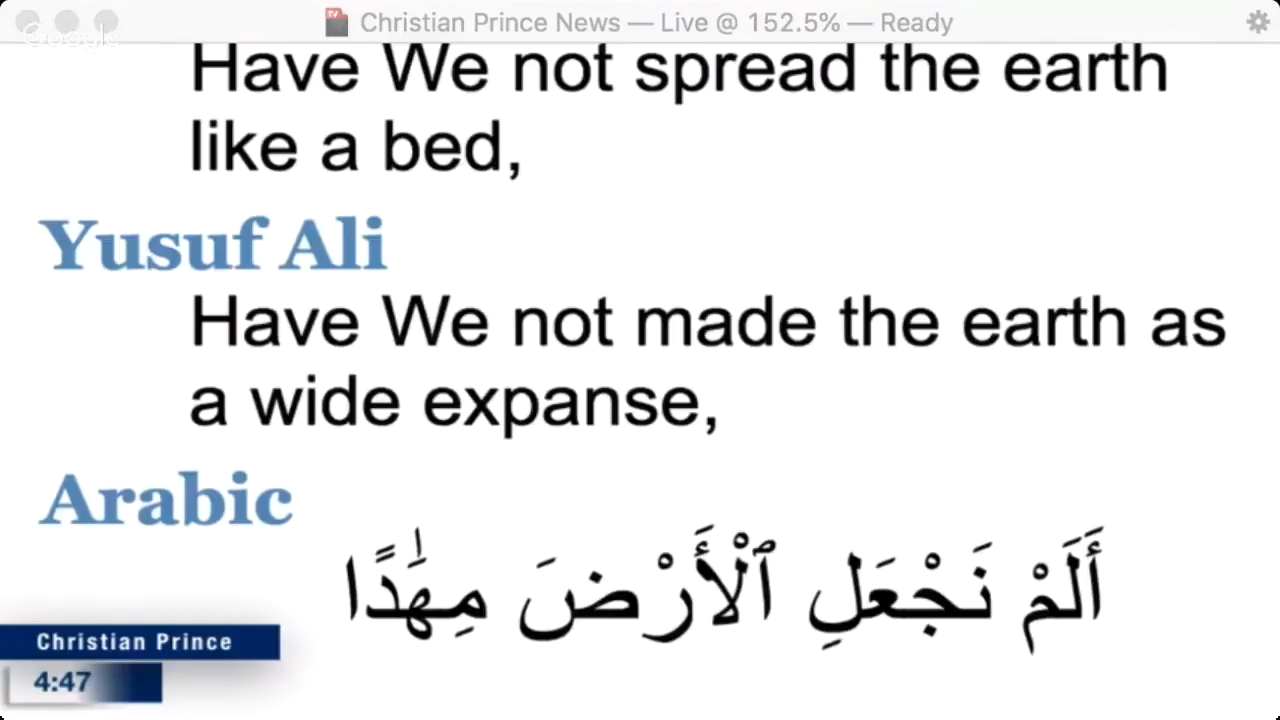 Christian Prince News — Live @ 152.5% — Ready
Google
Have We not spread the earth
like a bed,
Yusuf Ali
Have We not made the earth as
a wide expanse,
Arabic
أَلَمْ نَجْعَلِ ٱلْأَرْضَ مِهَٰدًا
Christian Prince
4:47